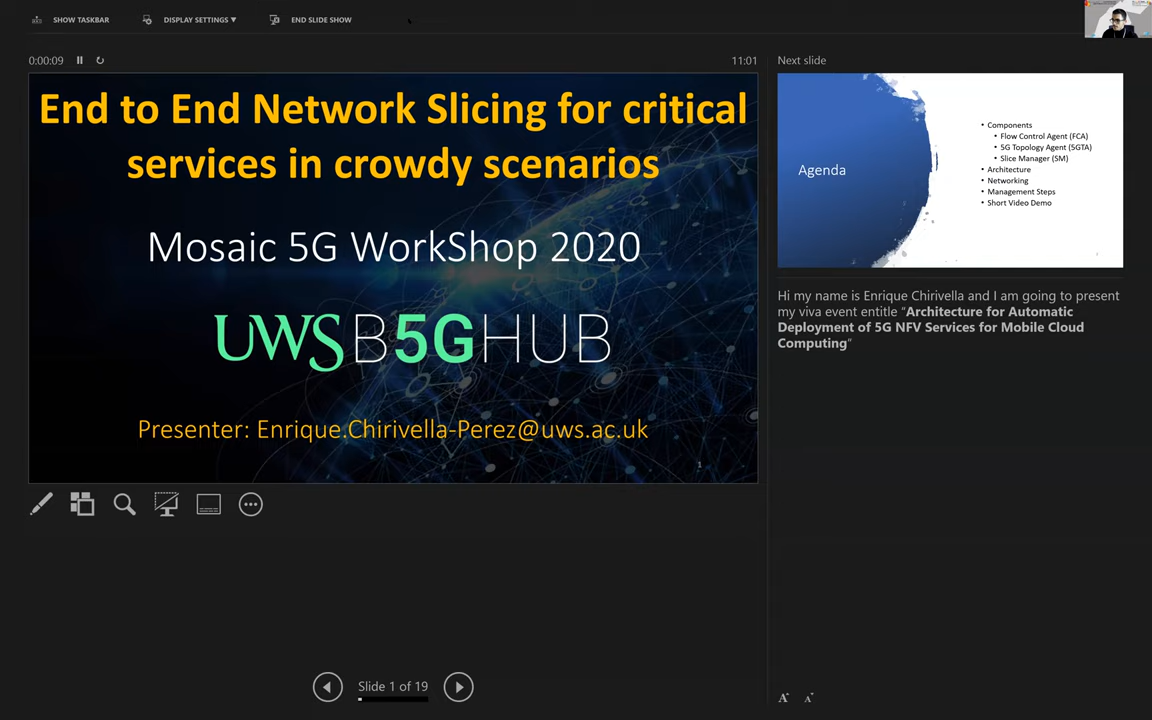 SHOW TASKBAR
DISPLAY SETTINGS ▼
END SLIDE SHOW
0:00:09
11:01
End to End Network Slicing for critical
services in crowdy scenarios
Mosaic 5G WorkShop 2020
UWS B5GHUB
Presenter: Enrique.Chirivella-Perez@uws.ac.uk
1
Next slide
Agenda
• Components
• Flow Control Agent (FCA)
• 5G Topology Agent (5GTA)
• Slice Manager (SM)
• Architecture
• Networking
• Management Steps
• Short Video Demo
Hi my name is Enrique Chirivella and I am going to present
my viva event entitle “Architecture for Automatic
Deployment of 5G NFV Services for Mobile Cloud
Computing”
Slide 1 of 19
A A